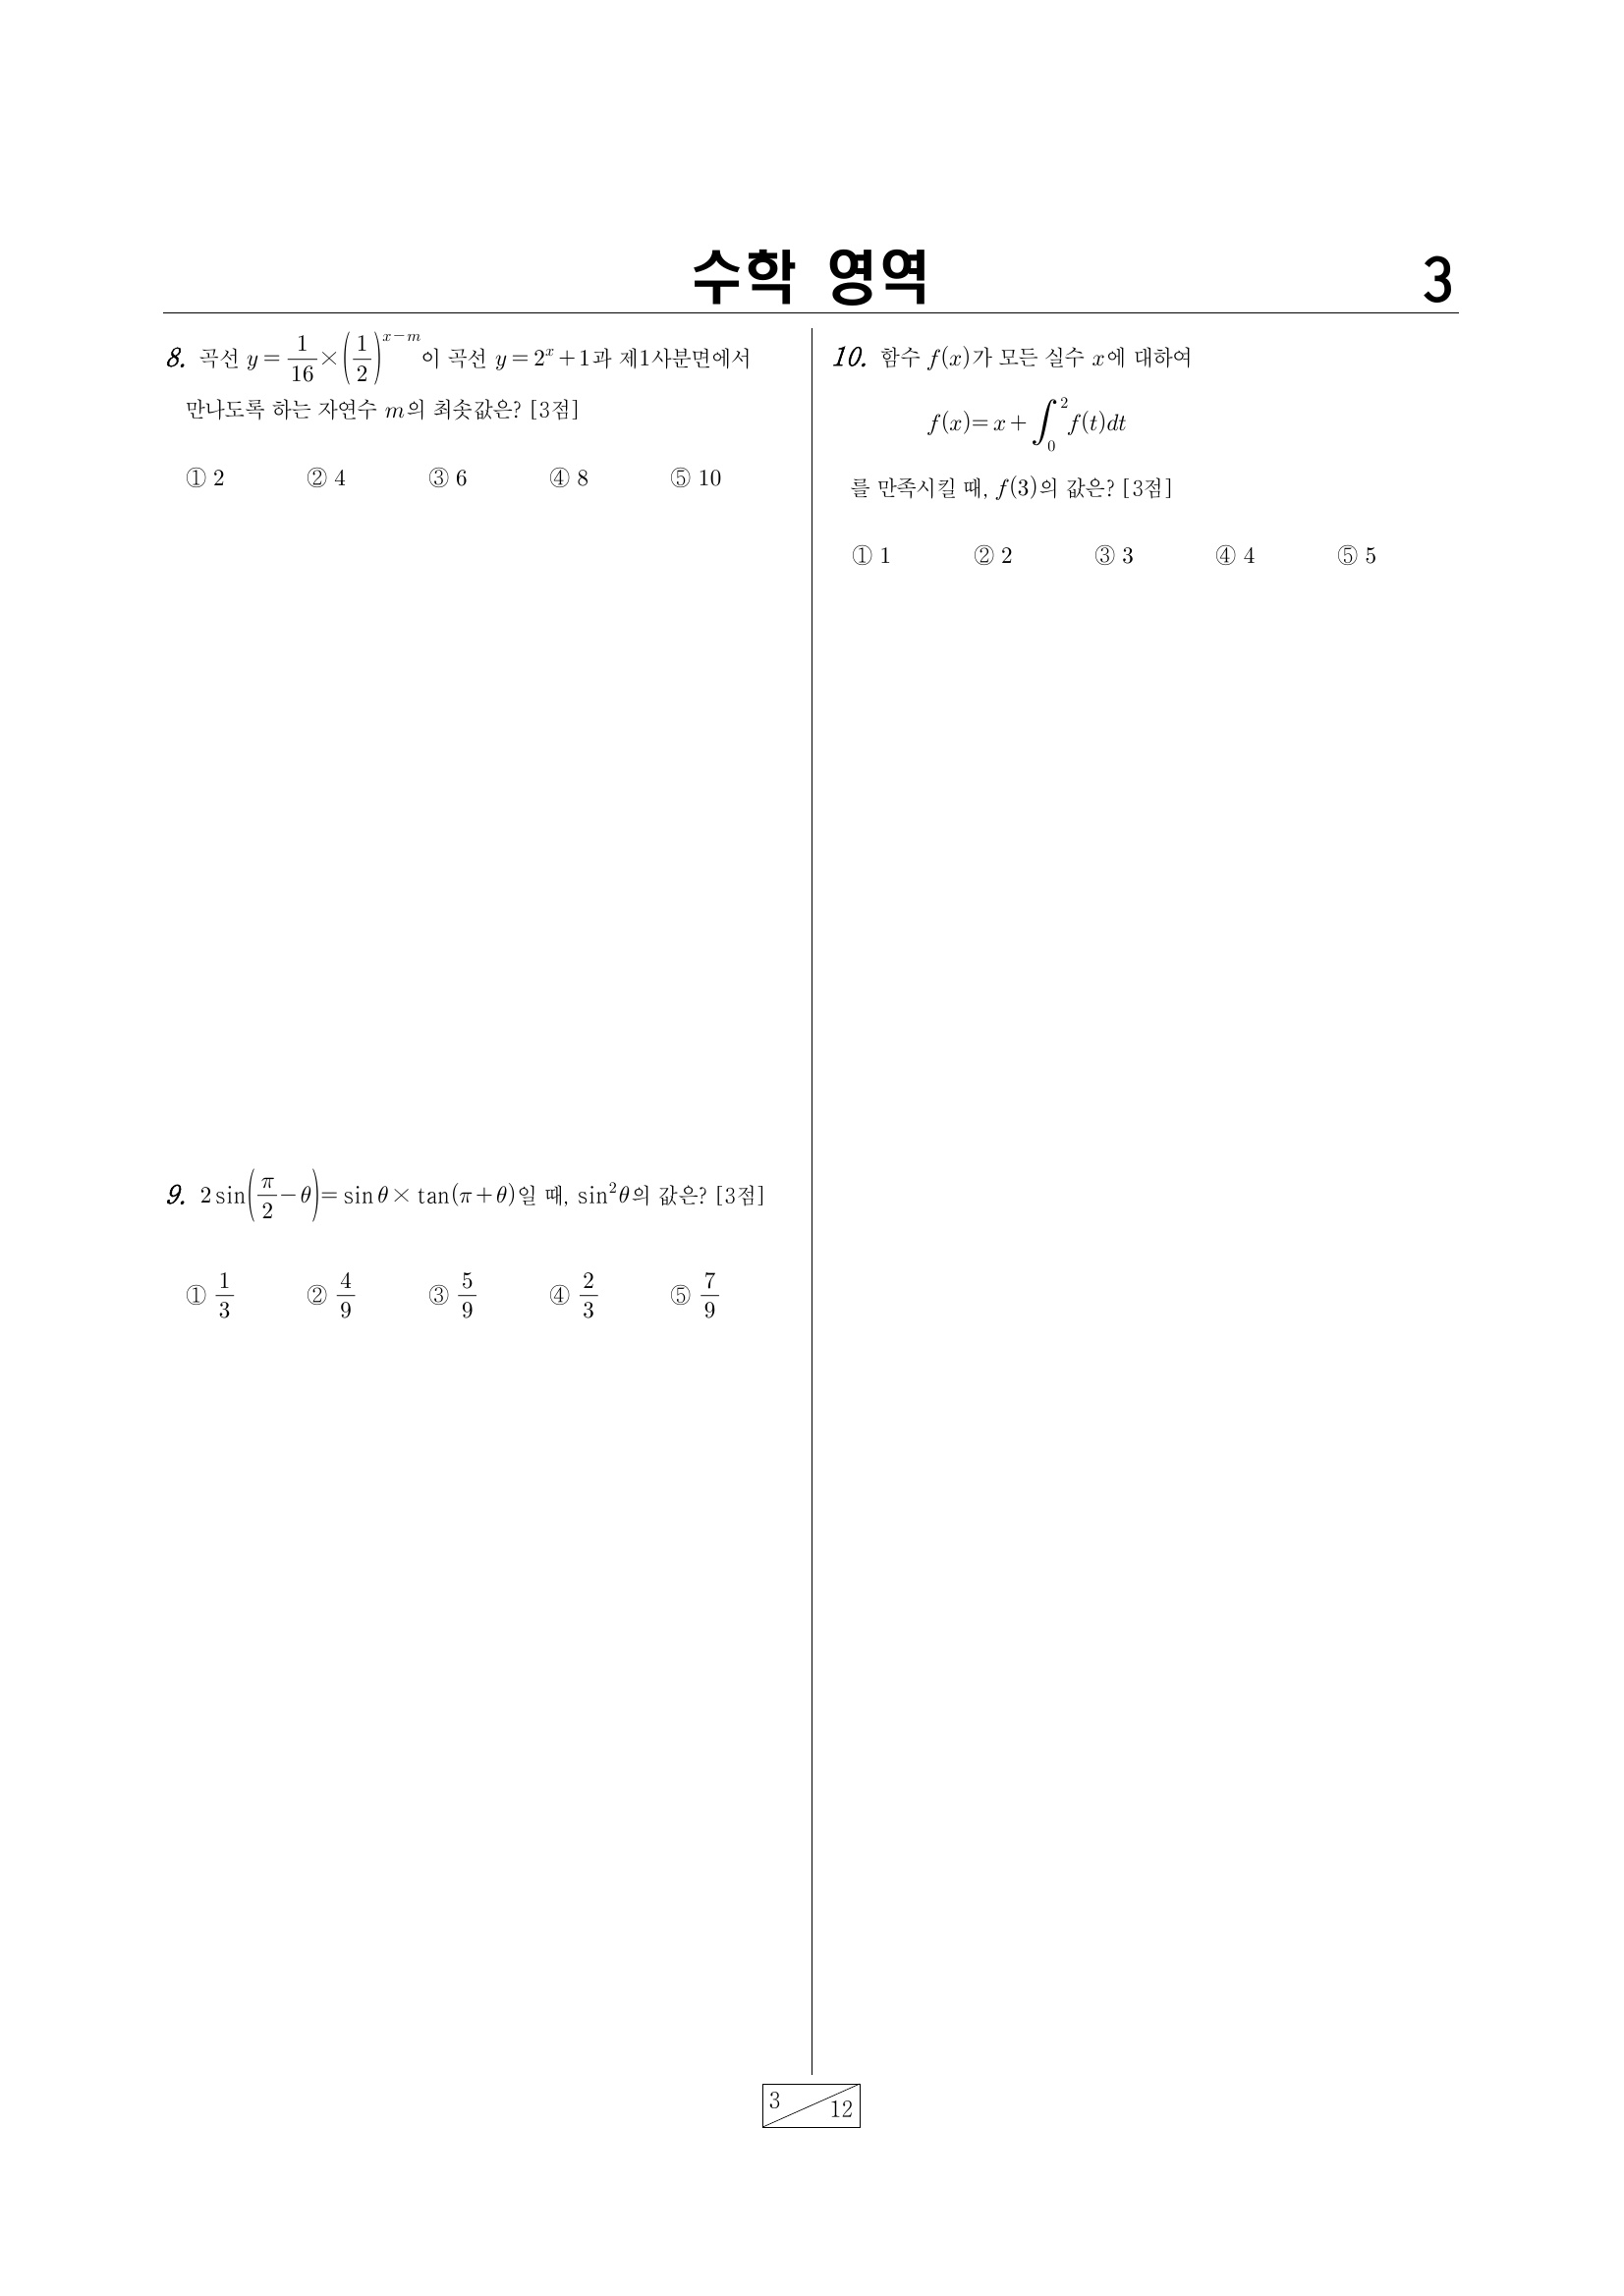 수학 영역
3
8. 곡선 $y=\frac{1}{16}\times\left(\frac{1}{2}\right)^{x-m}$이 곡선 $y=2^x+1$과 제1사분면에서
만나도록 하는 자연수 $m$의 최솟값은? [3점]
① 2 ② 4 ③ 6 ④ 8 ⑤ 10
9. $2\sin\left(\frac{\pi}{2}-\theta\right)=\sin\theta\times\tan(\pi+\theta)$일 때, $\sin^2\theta$의 값은? [3점]
① $\frac{1}{3}$ ② $\frac{4}{9}$ ③ $\frac{5}{9}$ ④ $\frac{2}{3}$ ⑤ $\frac{7}{9}$
10. 함수 $f(x)$가 모든 실수 $x$에 대하여
$f(x)=x+\int_0^2 f(t)dt$
를 만족시킬 때, $f(3)$의 값은? [3점]
① 1 ② 2 ③ 3 ④ 4 ⑤ 5
3
12